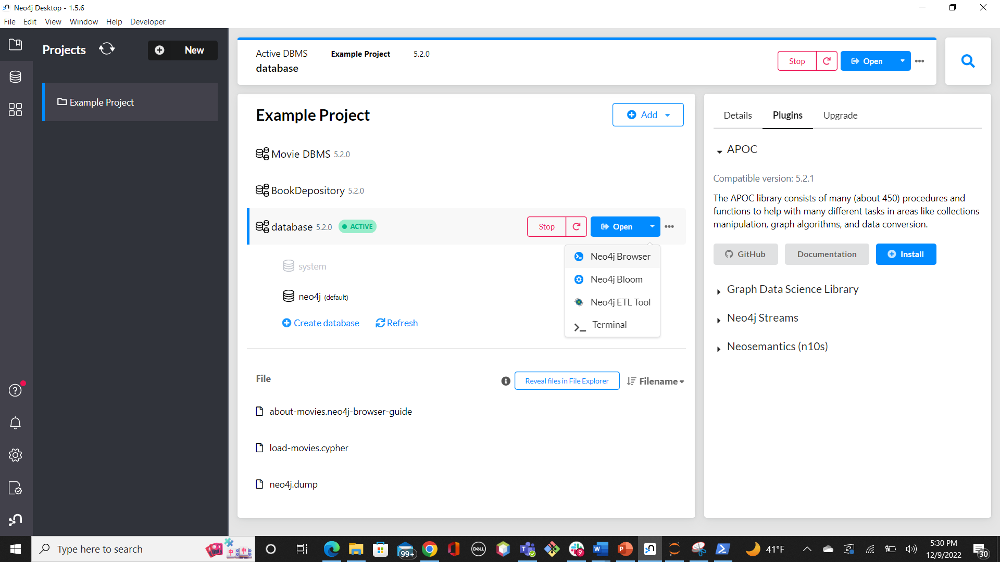 Neo4j Desktop - 1.5.6
File Edit View Window Help Developer
Projects
New
Example Project
Active DBMS Example Project 5.2.0
database
Stop
Open
Example Project
Add
Movie DBMS 5.2.0
BookDepository 5.2.0
database 5.2.0 ACTIVE
Stop
Open
Neo4j Browser
Neo4j Bloom
Neo4j ETL Tool
Terminal
system
neo4j (default)
Create database Refresh
File
Reveal files in File Explorer
Filename
about-movies.neo4j-browser-guide
load-movies.cypher
neo4j.dump
Details Plugins Upgrade
APOC
Compatible version: 5.2.1
The APOC library consists of many (about 450) procedures and
functions to help with many different tasks in areas like collections
manipulation, graph algorithms, and data conversion.
GitHub Documentation Install
Graph Data Science Library
Neo4j Streams
Neosemantics (n10s)
Type here to search
99+
DELL
9
41°F
5:30 PM
12/9/2022
30